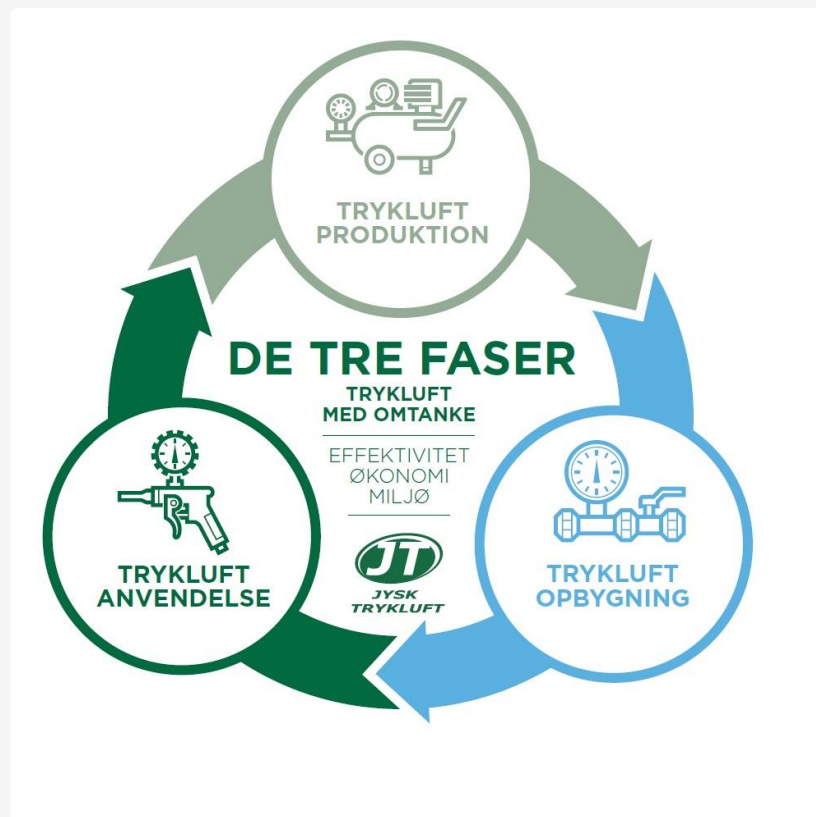 TRYKLUFT
PRODUKTION
DE TRE FASER
TRYKLUFT
MED OMTANKE
EFFEKTIVITET
ØKONOMI
MILJØ
JT
JYSK
TRYKLUFT
TRYKLUFT
ANVENDELSE
TRYKLUFT
OPBYGNING